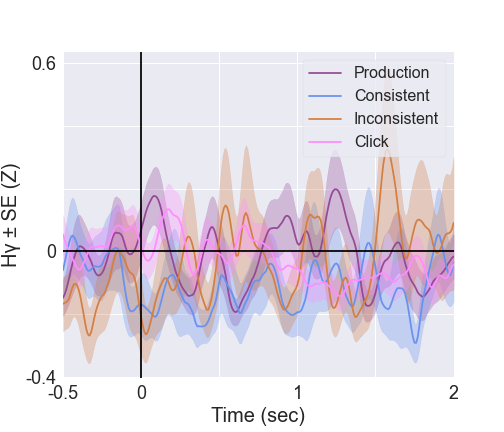 0.6
Production
Consistent
Inconsistent
Click
Hγ ± SE (Z)
0
-0.4
-0.5
0
1
2
Time (sec)